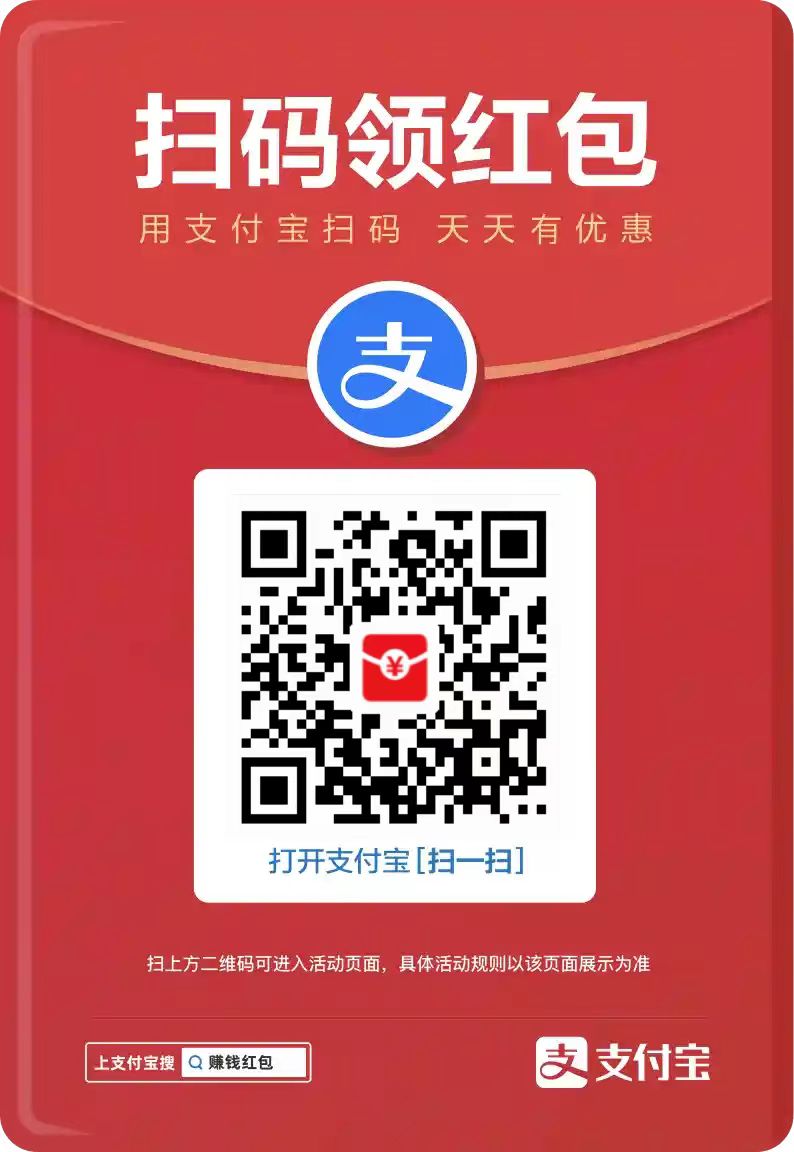 扫码领红包
用支付宝扫码 天天有优惠
支
¥
打开支付宝[扫一扫]
扫上方二维码可进入活动页面，具体活动规则以该页面展示为准
上支付宝搜 赚钱红包
支 支付宝